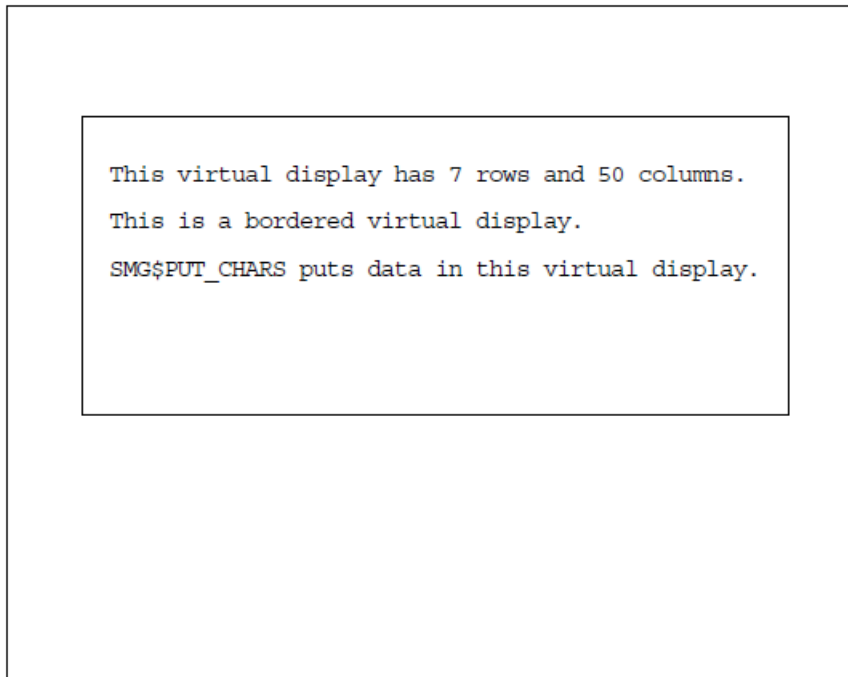 This virtual display has 7 rows and 50 columns.
This is a bordered virtual display.
SMG$PUT_CHARS puts data in this virtual display.